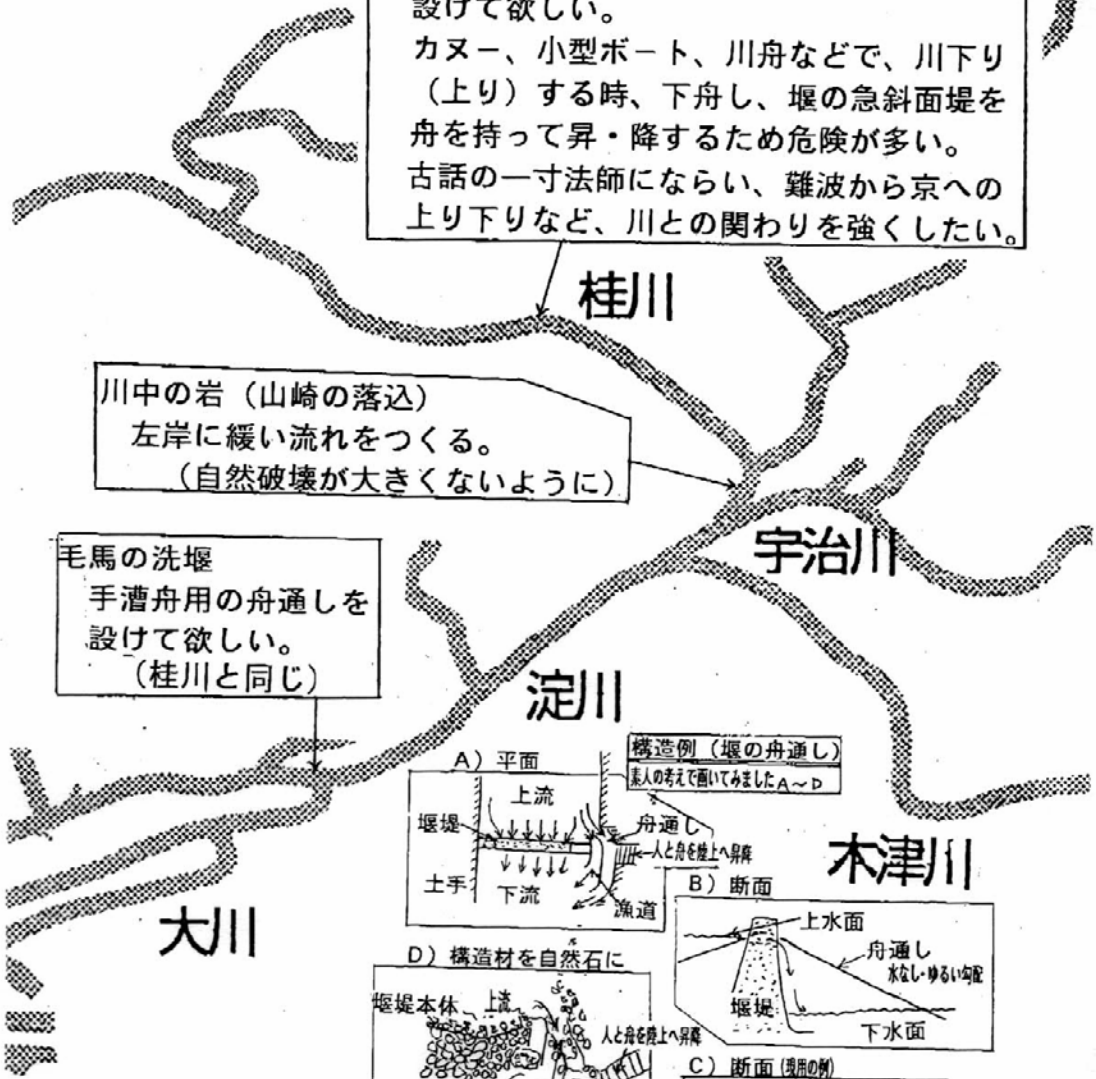 設けて欲しい。
カヌー、小型ボート、川舟などで、川下り
（上り）する時、下舟し、堰の急斜面堤を
舟を持って昇・降するため危険が多い。
古話の一寸法師にならい、難波から京への
上り下りなど、川との関わりを強くしたい。
桂川
川中の岩（山崎の落込）
左岸に緩い流れをつくる。
（自然破壊が大きくないように）
宇治川
毛馬の洗堰
手漕舟用の舟通しを
設けて欲しい。
（桂川と同じ）
淀川
木津川
大川
構造例（堰の舟通し）
素人の考えで画いてみましたA～D
A）平面
上流
堰堤
舟通し
人と舟を陸上へ昇降
土手
下流
漁道
B）断面
上水面
舟通し
水なし・ゆるい勾配
堰堤
下水面
D）構造材を自然石に
堰堤本体
上流
人と舟を陸上へ昇降
C）断面（現用の例）